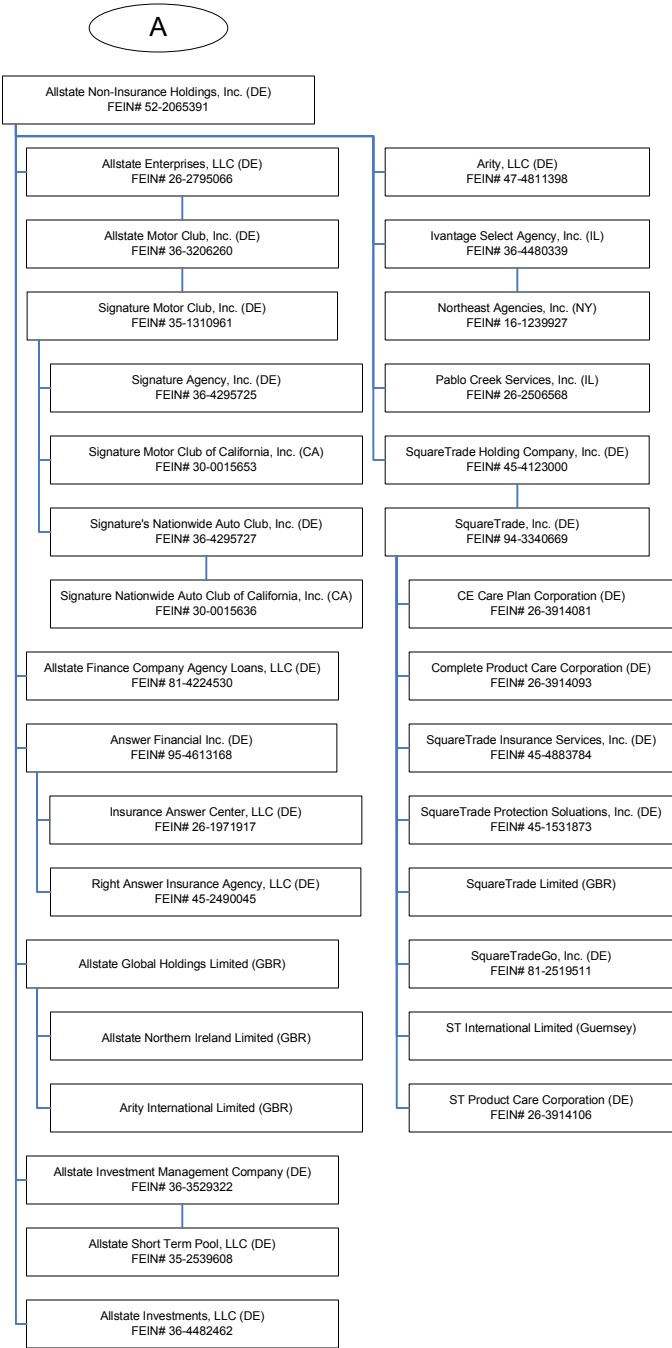 A
Allstate Non-Insurance Holdings, Inc. (DE)
FEIN# 52-2065391
Allstate Enterprises, LLC (DE)
FEIN# 26-2795066
Allstate Motor Club, Inc. (DE)
FEIN# 36-3206260
Signature Motor Club, Inc. (DE)
FEIN# 35-1310961
Signature Agency, Inc. (DE)
FEIN# 36-4295725
Signature Motor Club of California, Inc. (CA)
FEIN# 30-0015653
Signature's Nationwide Auto Club, Inc. (DE)
FEIN# 36-4295727
Signature Nationwide Auto Club of California, Inc. (CA)
FEIN# 30-0015636
Allstate Finance Company Agency Loans, LLC (DE)
FEIN# 81-4224530
Answer Financial Inc. (DE)
FEIN# 95-4613168
Insurance Answer Center, LLC (DE)
FEIN# 26-1971917
Right Answer Insurance Agency, LLC (DE)
FEIN# 45-2490045
Allstate Global Holdings Limited (GBR)
Allstate Northern Ireland Limited (GBR)
Arity International Limited (GBR)
Allstate Investment Management Company (DE)
FEIN# 36-3529322
Allstate Short Term Pool, LLC (DE)
FEIN# 35-2539608
Allstate Investments, LLC (DE)
FEIN# 36-4482462
Arity, LLC (DE)
FEIN# 47-4811398
Ivantage Select Agency, Inc. (IL)
FEIN# 36-4480339
Northeast Agencies, Inc. (NY)
FEIN# 16-1239927
Pablo Creek Services, Inc. (IL)
FEIN# 26-2506568
SquareTrade Holding Company, Inc. (DE)
FEIN# 45-4123000
SquareTrade, Inc. (DE)
FEIN# 94-3340669
CE Care Plan Corporation (DE)
FEIN# 26-3914081
Complete Product Care Corporation (DE)
FEIN# 26-3914093
SquareTrade Insurance Services, Inc. (DE)
FEIN# 45-4883784
SquareTrade Protection Soluations, Inc. (DE)
FEIN# 45-1531873
SquareTrade Limited (GBR)
SquareTradeGo, Inc. (DE)
FEIN# 81-2519511
ST International Limited (Guernsey)
ST Product Care Corporation (DE)
FEIN# 26-3914106